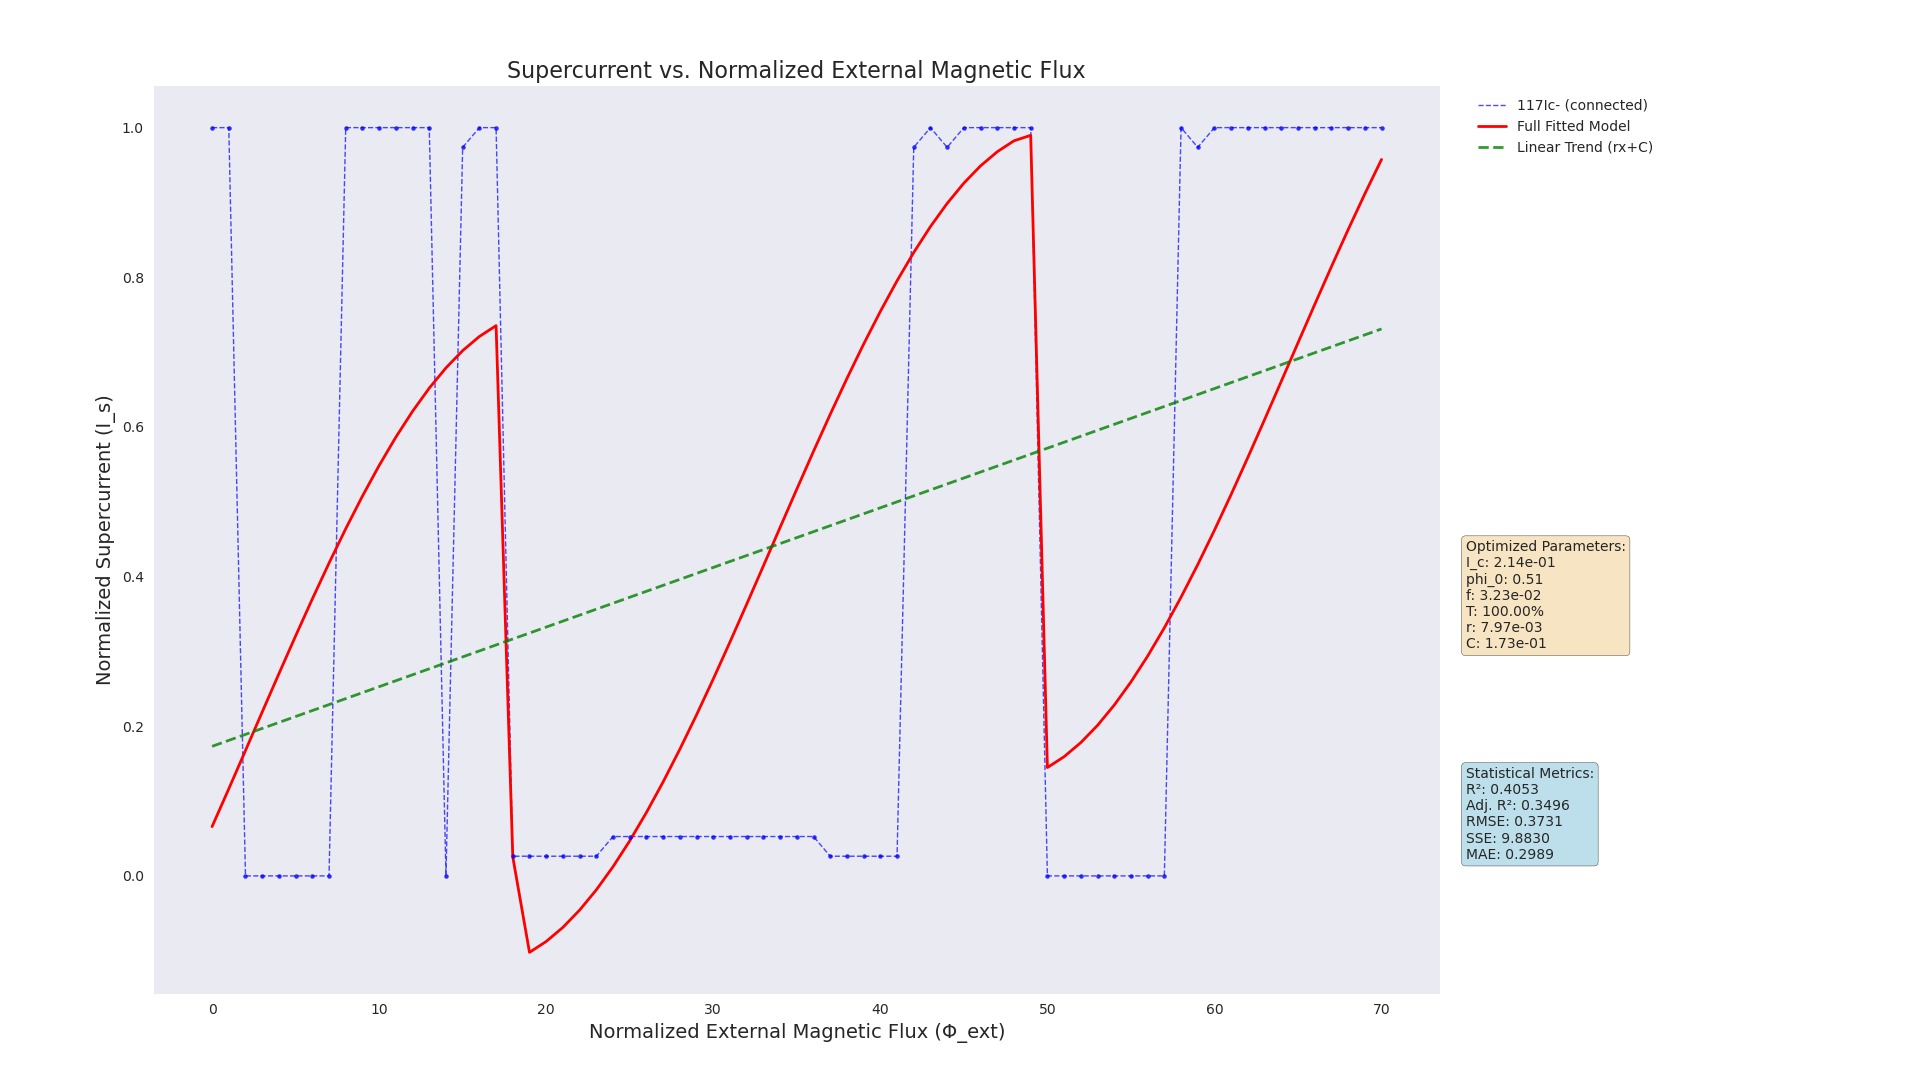 Supercurrent vs. Normalized External Magnetic Flux
117Ic- (connected)
Full Fitted Model
Linear Trend (rx+C)
Normalized Supercurrent (I_s)
1.0
0.8
0.6
0.4
0.2
0.0
0 10 20 30 40 50 60 70
Normalized External Magnetic Flux (Φ_ext)
Optimized Parameters:
I_c: 2.14e-01
phi_0: 0.51
f: 3.23e-02
T: 100.00%
r: 7.97e-03
C: 1.73e-01
Statistical Metrics:
R²: 0.4053
Adj. R²: 0.3496
RMSE: 0.3731
SSE: 9.8830
MAE: 0.2989